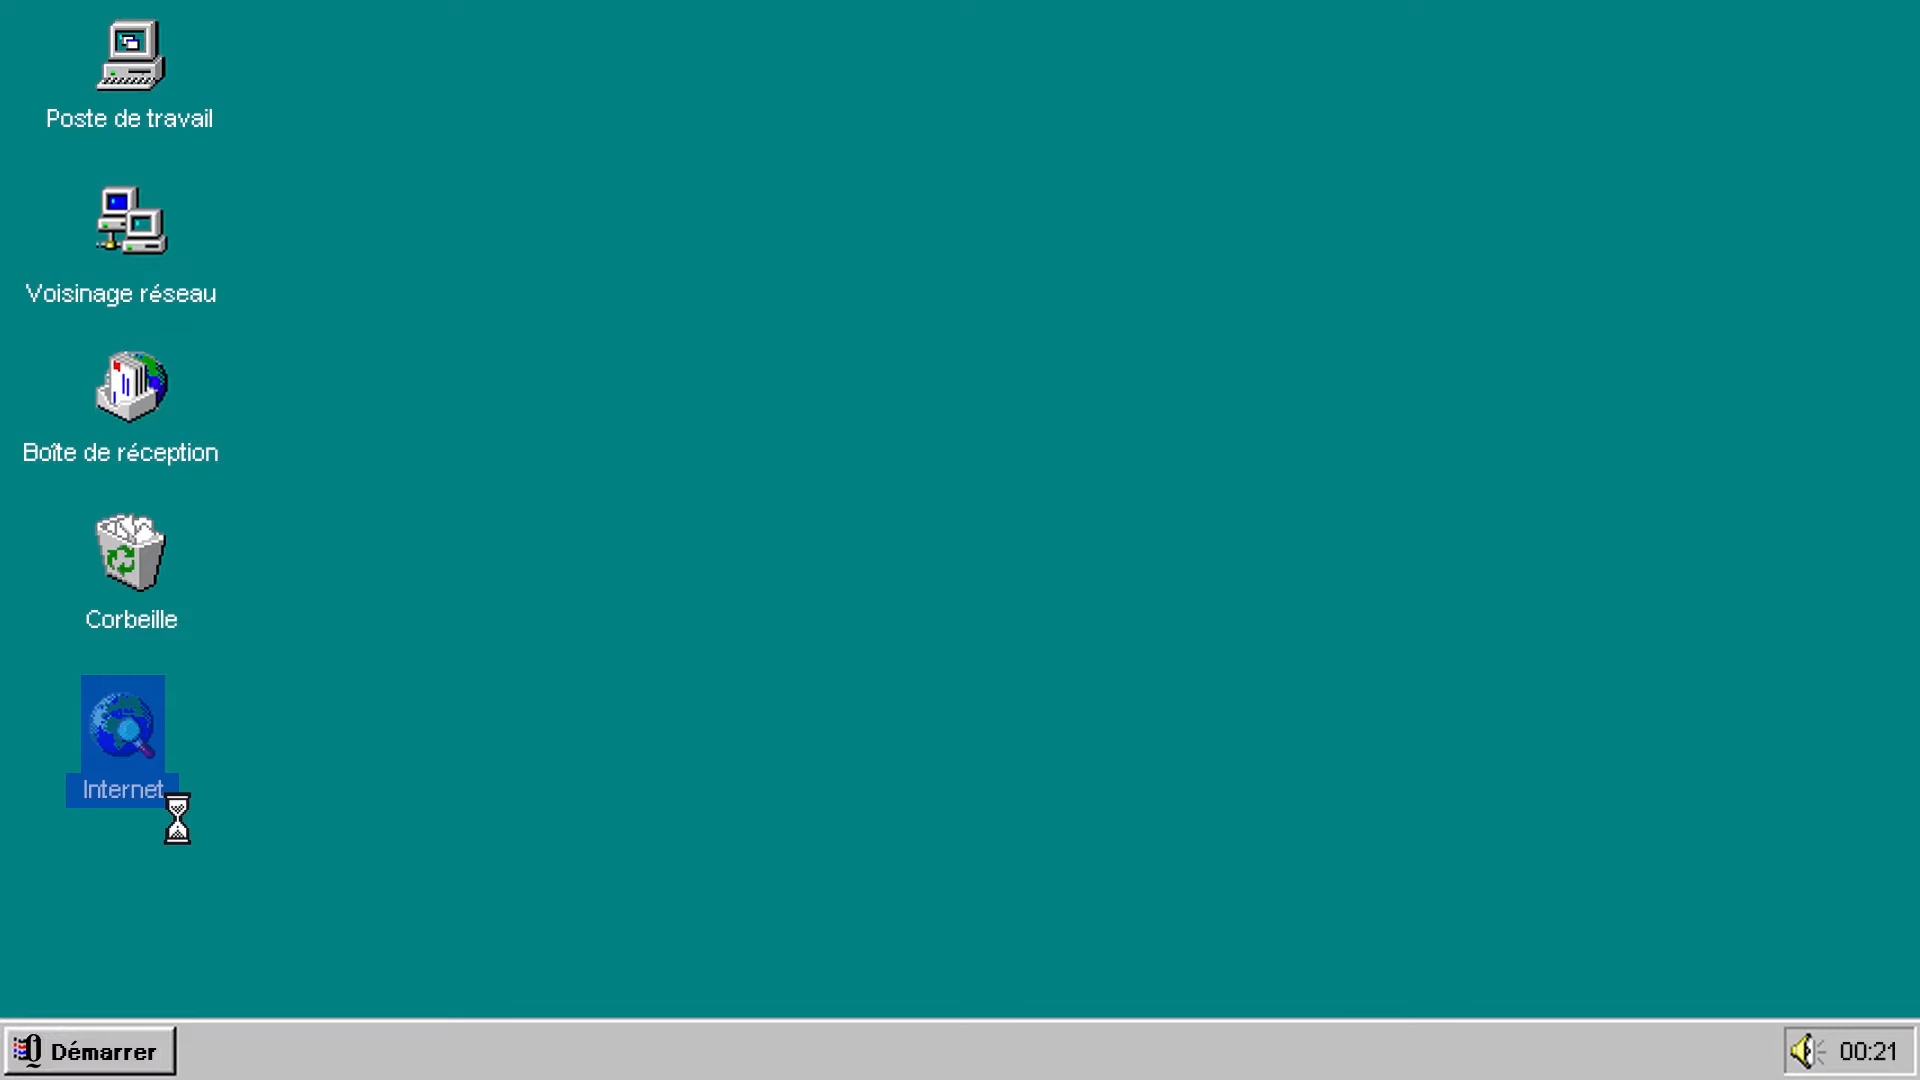 Poste de travail
Voisinage réseau
Boîte de réception
Corbeille
Internet
Démarrer
00:21